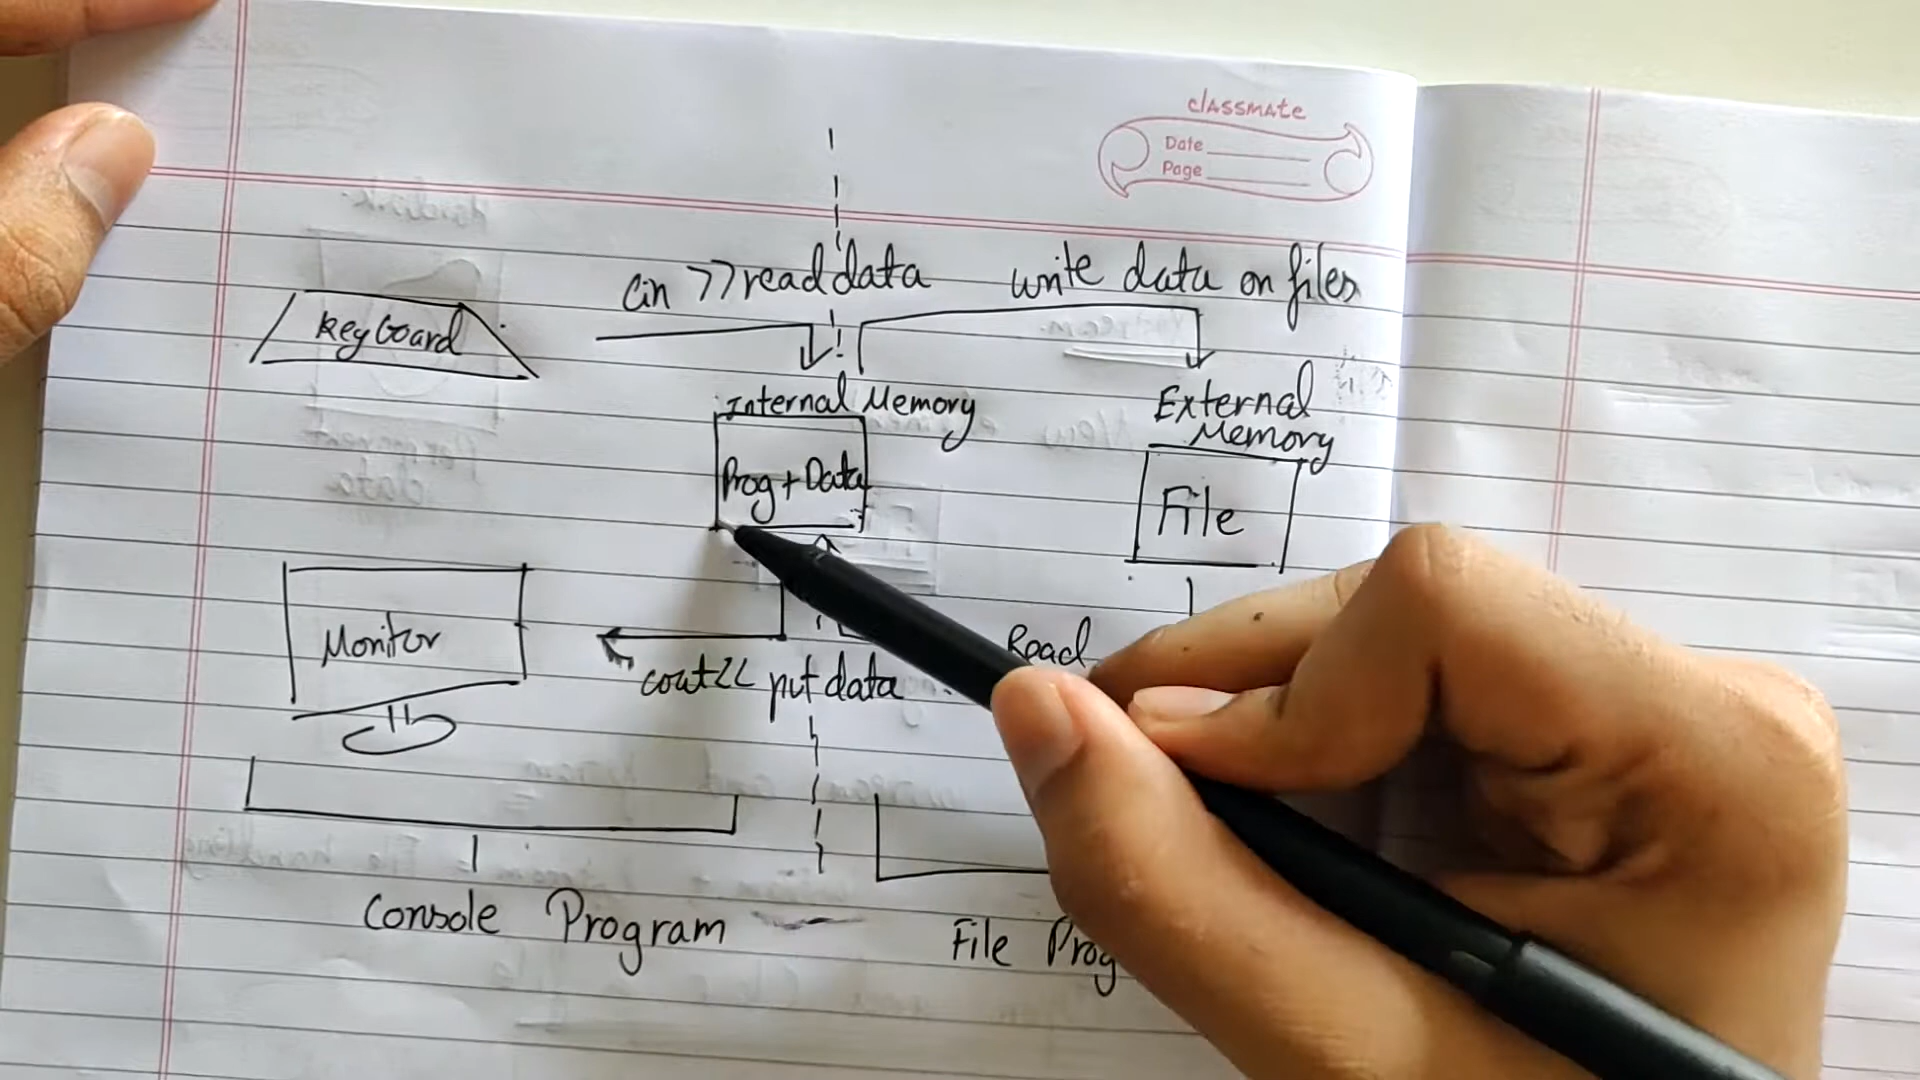 classmate
Date
Page
cin >> read data
write data on files
Keyboard
Internal Memory
External
Memory
Prog + Data
File
Monitor
Read
cout << put data
Console Program
File Prog